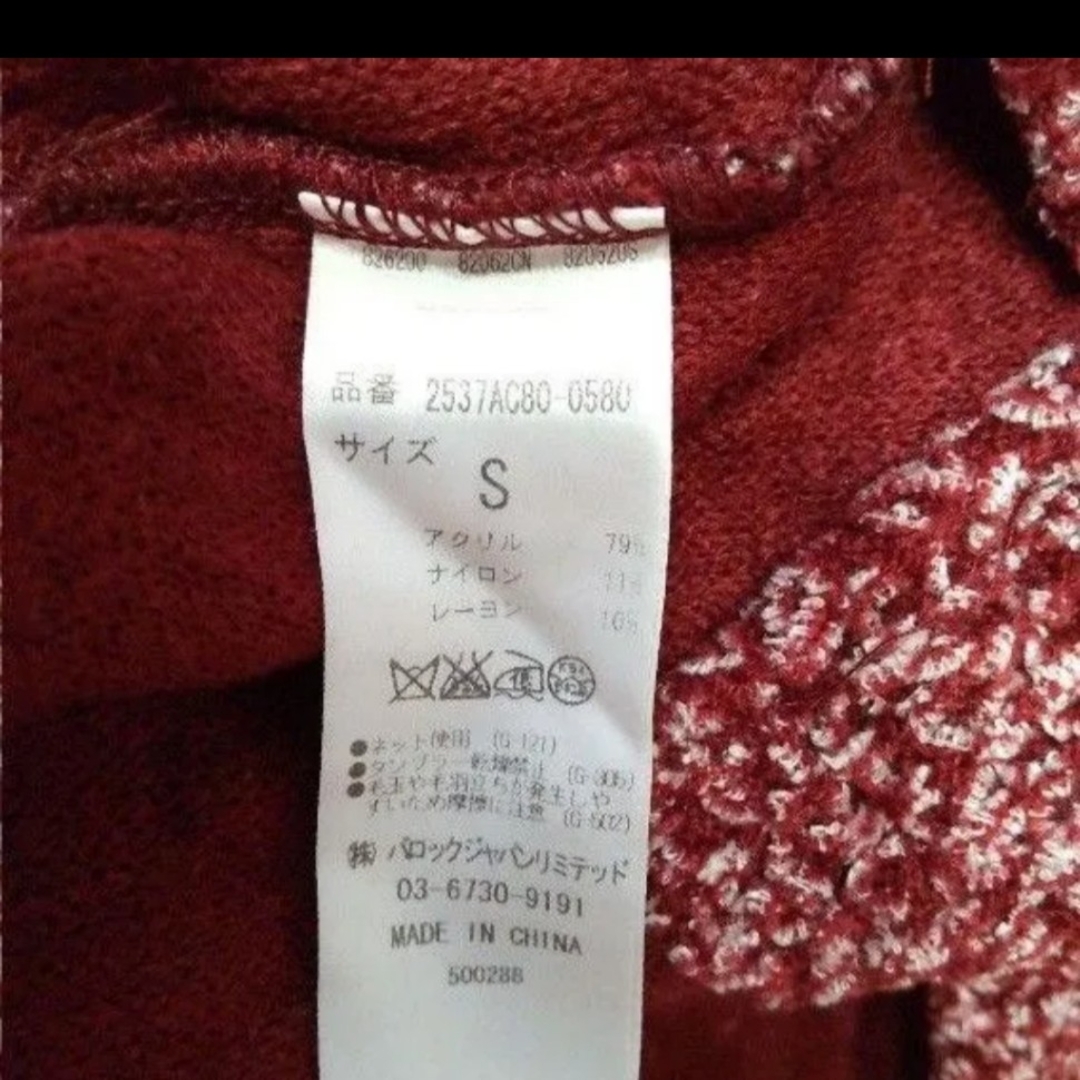 品番 2537AC80-0580
サイズ
S
アクリル 79%
ナイロン 11%
レーヨン 10%
●ネット使用 (G-121)
●タンブラー乾燥禁止 (G-306)
●毛玉や毛羽立ちが発生しや
すいため摩擦に注意 (G-502)
㈱ バロックジャパンリミテッド
03-6730-9191
MADE IN CHINA
500288